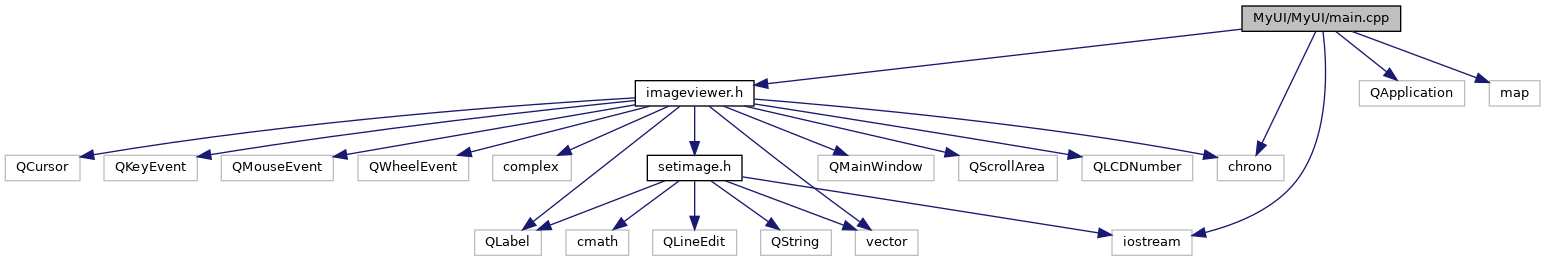 MyUI/MyUI/main.cpp
imageviewer.h
QApplication
map
QCursor
QKeyEvent
QMouseEvent
QWheelEvent
complex
setimage.h
QMainWindow
QScrollArea
QLCDNumber
chrono
QLabel
cmath
QLineEdit
QString
vector
iostream